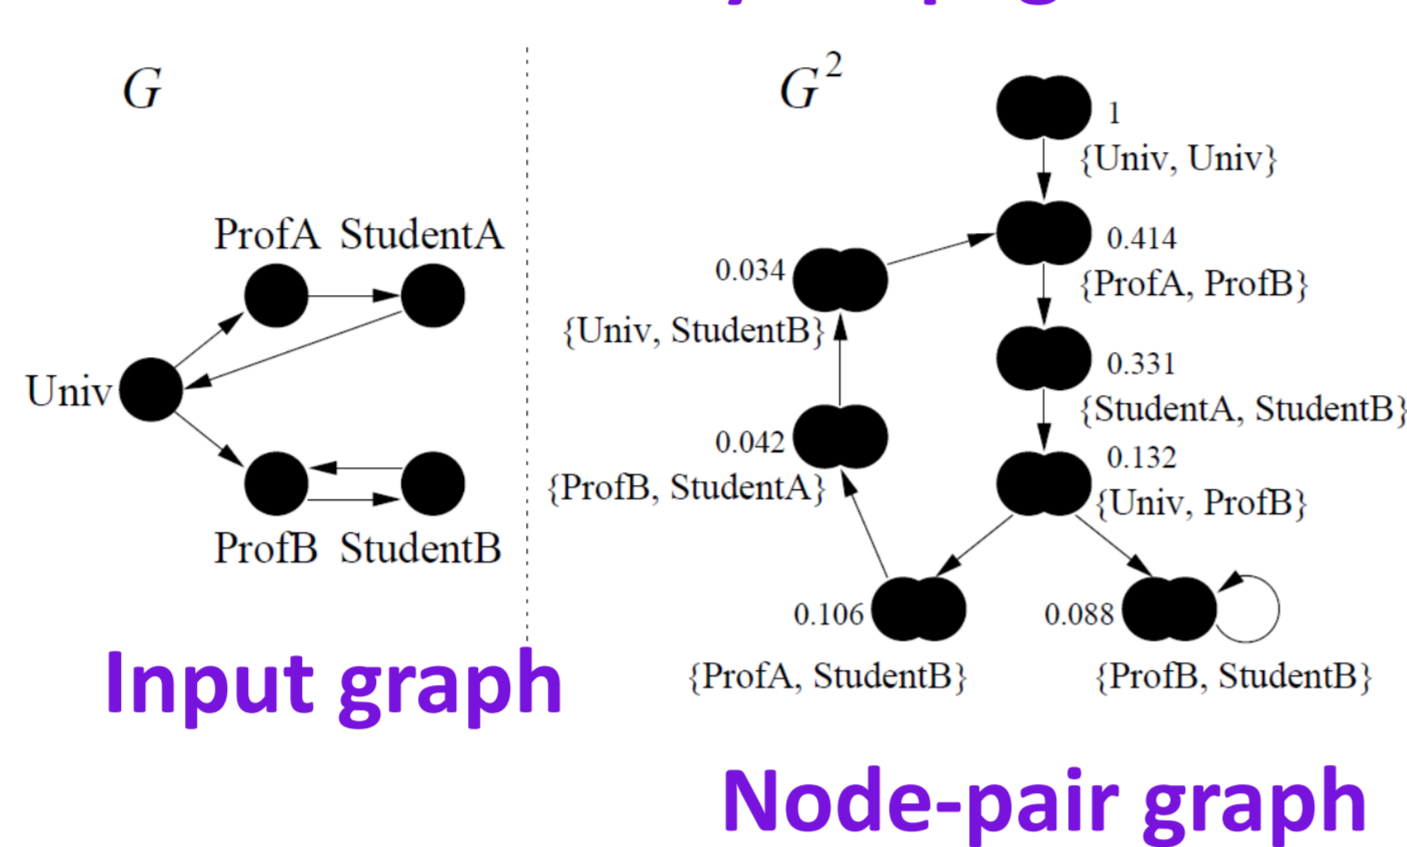 G
G²
1
{Univ, Univ}
ProfA StudentA
0.414
0.034
{ProfA, ProfB}
{Univ, StudentB}
0.331
Univ
{StudentA, StudentB}
0.042
0.132
{ProfB, StudentA}
{Univ, ProfB}
ProfB StudentB
0.106
0.088
{ProfA, StudentB}
{ProfB, StudentB}
Input graph
Node-pair graph